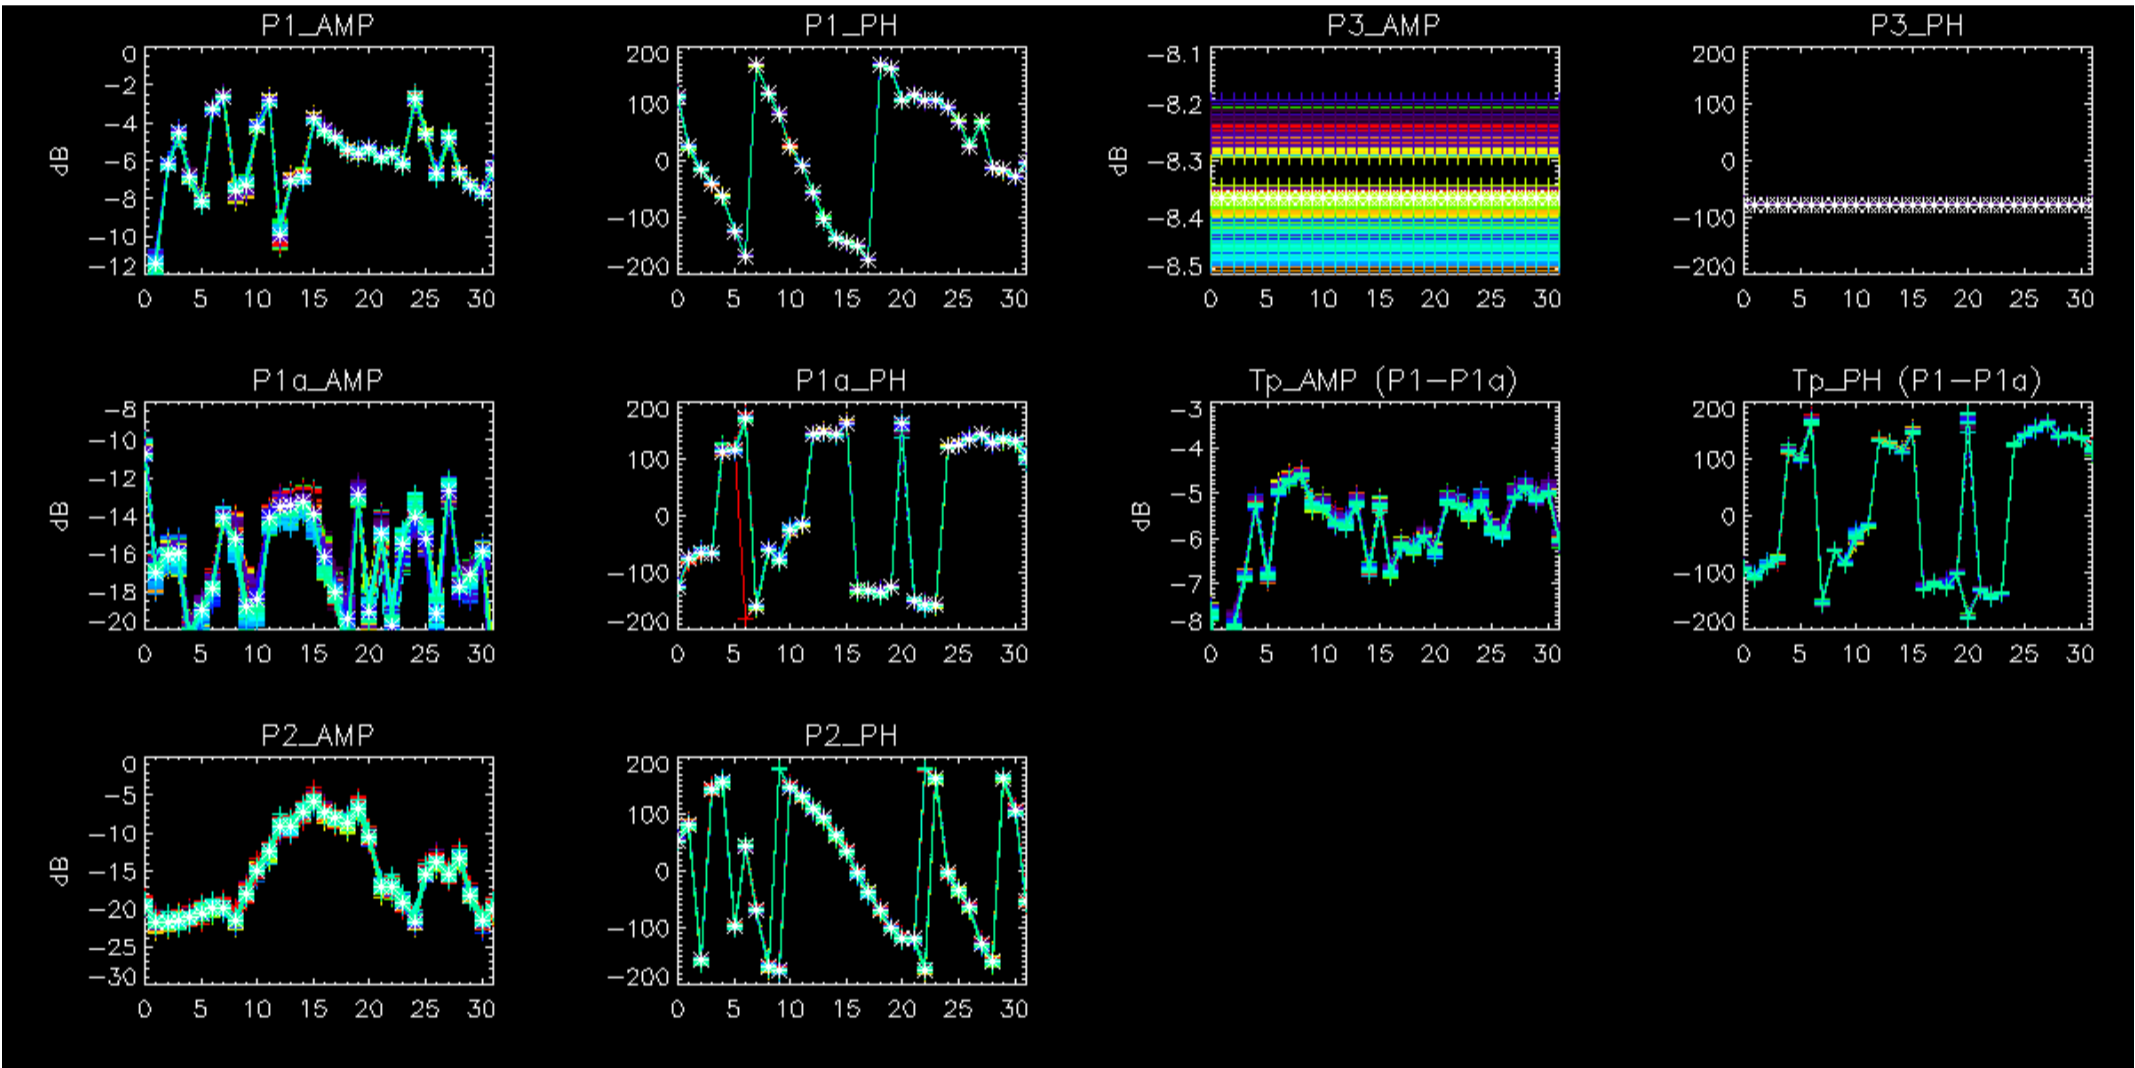 P1_AMP
0
-2
-4
-6
-8
-10
-12
dB
0 5 10 15 20 25 30
P1_PH
200
100
0
-100
-200
0 5 10 15 20 25 30
P3_AMP
-8.1
-8.2
-8.3
-8.4
-8.5
dB
0 5 10 15 20 25 30
P3_PH
200
100
0
-100
-200
0 5 10 15 20 25 30
P1a_AMP
-8
-10
-12
-14
-16
-18
-20
dB
0 5 10 15 20 25 30
P1a_PH
200
100
0
-100
-200
0 5 10 15 20 25 30
Tp_AMP (P1-P1a)
-3
-4
-5
-6
-7
-8
dB
0 5 10 15 20 25 30
Tp_PH (P1-P1a)
200
100
0
-100
-200
0 5 10 15 20 25 30
P2_AMP
0
-5
-10
-15
-20
-25
-30
dB
0 5 10 15 20 25 30
P2_PH
200
100
0
-100
-200
0 5 10 15 20 25 30